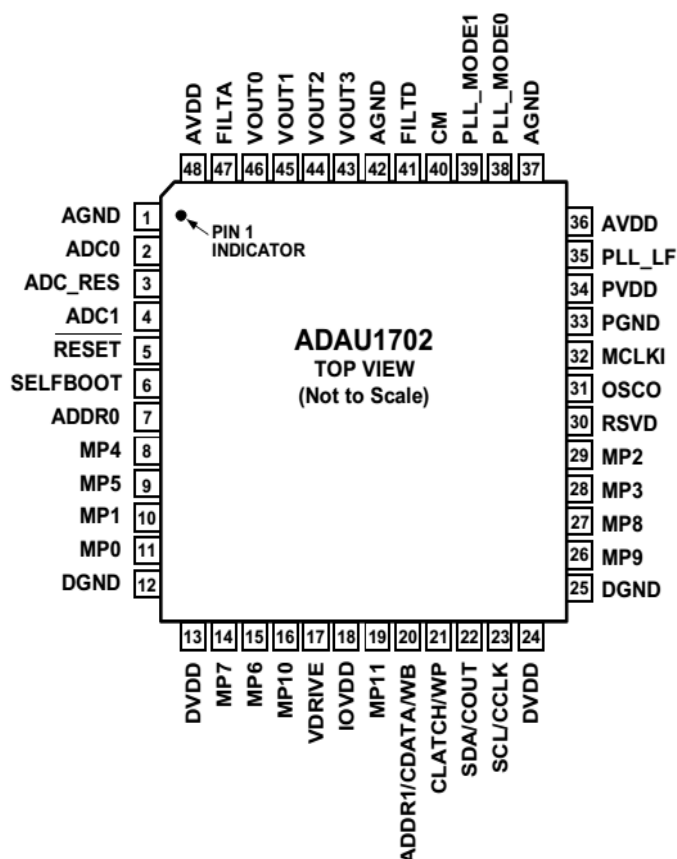 AVDD
FILTA
VOUT0
VOUT1
VOUT2
VOUT3
AGND
FILTD
CM
PLL_MODE1
PLL_MODE0
AGND
48 47 46 45 44 43 42 41 40 39 38 37
AGND 1
ADC0 2
ADC_RES 3
ADC1 4
RESET 5
SELFBOOT 6
ADDR0 7
MP4 8
MP5 9
MP1 10
MP0 11
DGND 12
PIN 1
INDICATOR
ADAU1702
TOP VIEW
(Not to Scale)
36 AVDD
35 PLL_LF
34 PVDD
33 PGND
32 MCLKI
31 OSCO
30 RSVD
29 MP2
28 MP3
27 MP8
26 MP9
25 DGND
13 14 15 16 17 18 19 20 21 22 23 24
DVDD
MP7
MP6
MP10
VDRIVE
IOVDD
MP11
ADDR1/CDATA/WB
CLATCH/WP
SDA/COUT
SCL/CCLK
DVDD